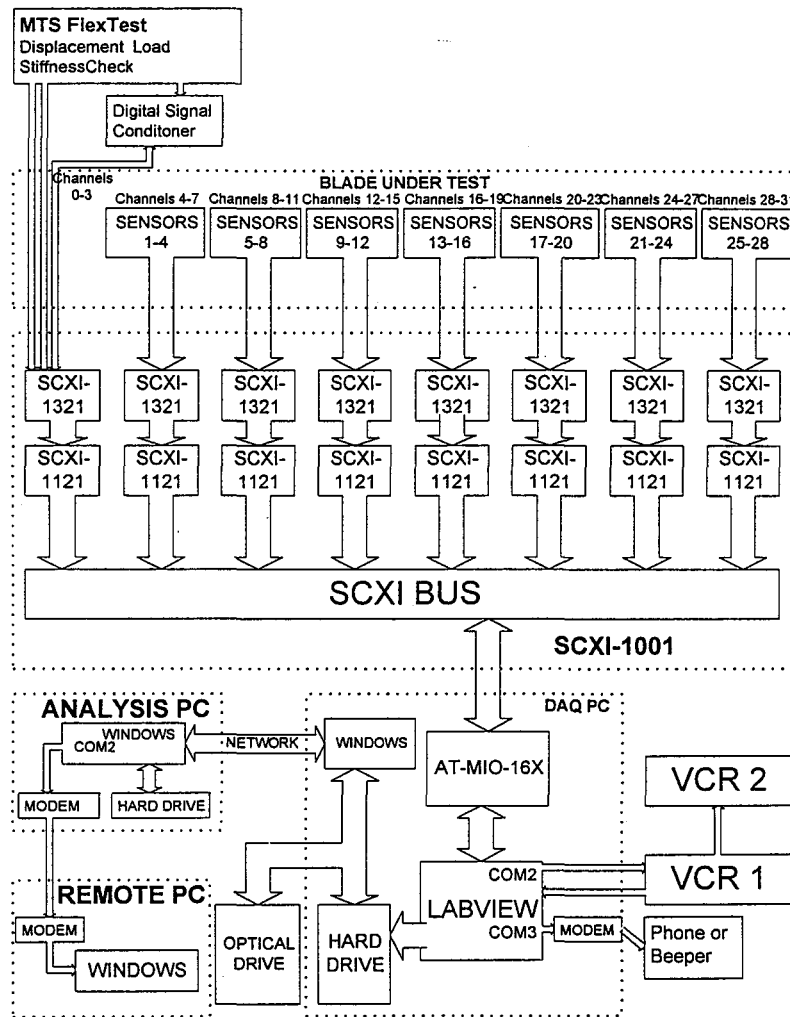 MTS FlexTest
Displacement Load
StiffnessCheck
Digital Signal
Conditoner
Channels
0-3
BLADE UNDER TEST
Channels 4-7 Channels 8-11 Channels 12-15 Channels 16-19 Channels 20-23 Channels 24-27 Channels 28-31
SENSORS SENSORS SENSORS SENSORS SENSORS SENSORS SENSORS
1-4 5-8 9-12 13-16 17-20 21-24 25-28
SCXI- SCXI- SCXI- SCXI- SCXI- SCXI- SCXI- SCXI-
1321 1321 1321 1321 1321 1321 1321 1321
SCXI- SCXI- SCXI- SCXI- SCXI- SCXI- SCXI- SCXI-
1121 1121 1121 1121 1121 1121 1121 1121
SCXI BUS
SCXI-1001
ANALYSIS PC
WINDOWS
COM2
MODEM
HARD DRIVE
NETWORK
DAQ PC
WINDOWS
AT-MIO-16X
VCR 2
VCR 1
COM2
LABVIEW
COM3
MODEM
Phone or
Beeper
REMOTE PC
MODEM
WINDOWS
OPTICAL
DRIVE
HARD
DRIVE